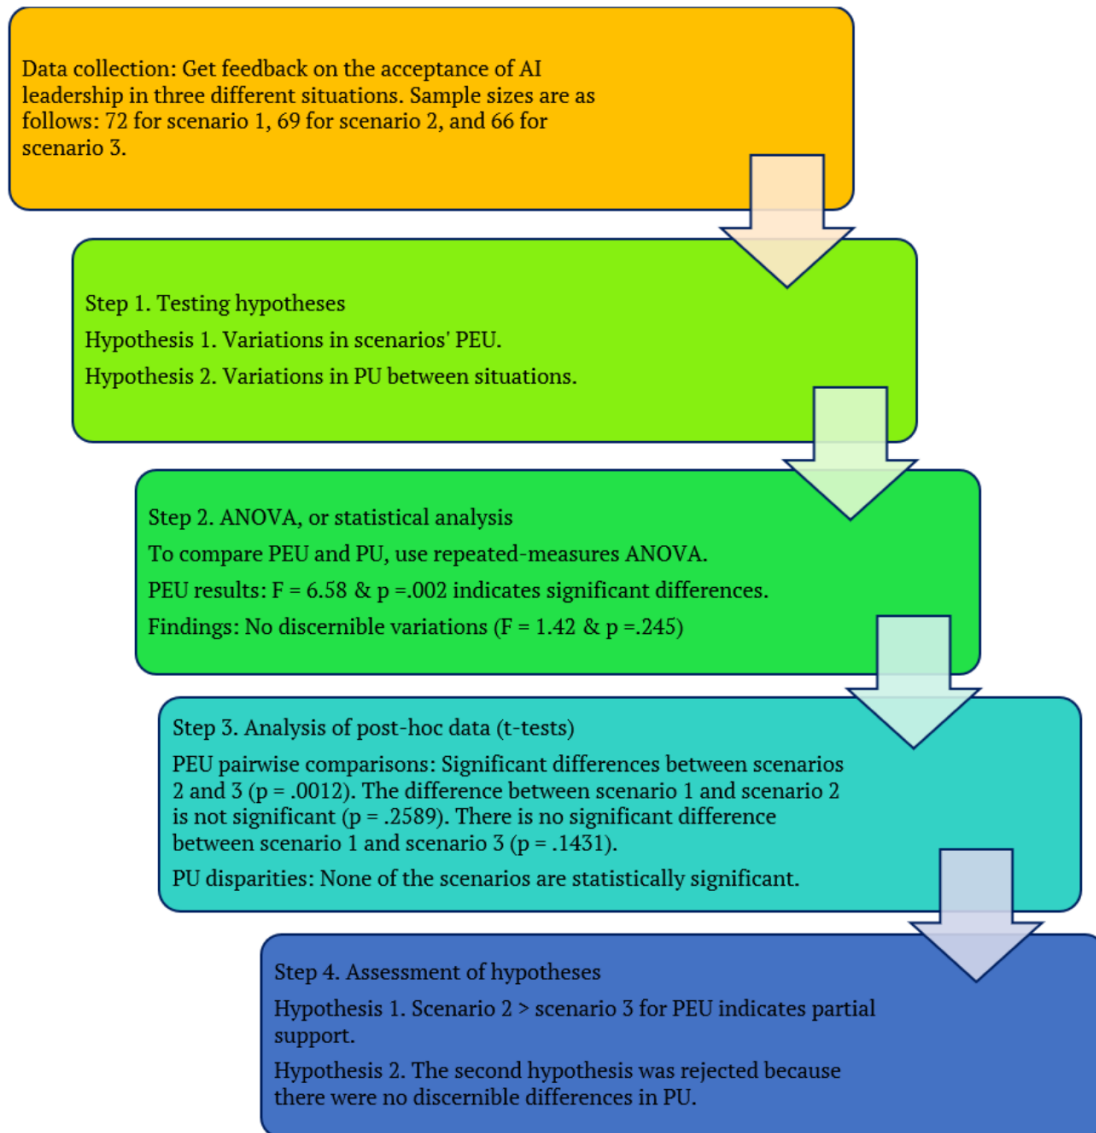 Data collection: Get feedback on the acceptance of AI
leadership in three different situations. Sample sizes are as
follows: 72 for scenario 1, 69 for scenario 2, and 66 for
scenario 3.
Step 1. Testing hypotheses
Hypothesis 1. Variations in scenarios' PEU.
Hypothesis 2. Variations in PU between situations.
Step 2. ANOVA, or statistical analysis
To compare PEU and PU, use repeated-measures ANOVA.
PEU results: F = 6.58 & p =.002 indicates significant differences.
Findings: No discernible variations (F = 1.42 & p =.245)
Step 3. Analysis of post-hoc data (t-tests)
PEU pairwise comparisons: Significant differences between scenarios
2 and 3 (p = .0012). The difference between scenario 1 and scenario 2
is not significant (p = .2589). There is no significant difference
between scenario 1 and scenario 3 (p = .1431).
PU disparities: None of the scenarios are statistically significant.
Step 4. Assessment of hypotheses
Hypothesis 1. Scenario 2 > scenario 3 for PEU indicates partial
support.
Hypothesis 2. The second hypothesis was rejected because
there were no discernible differences in PU.